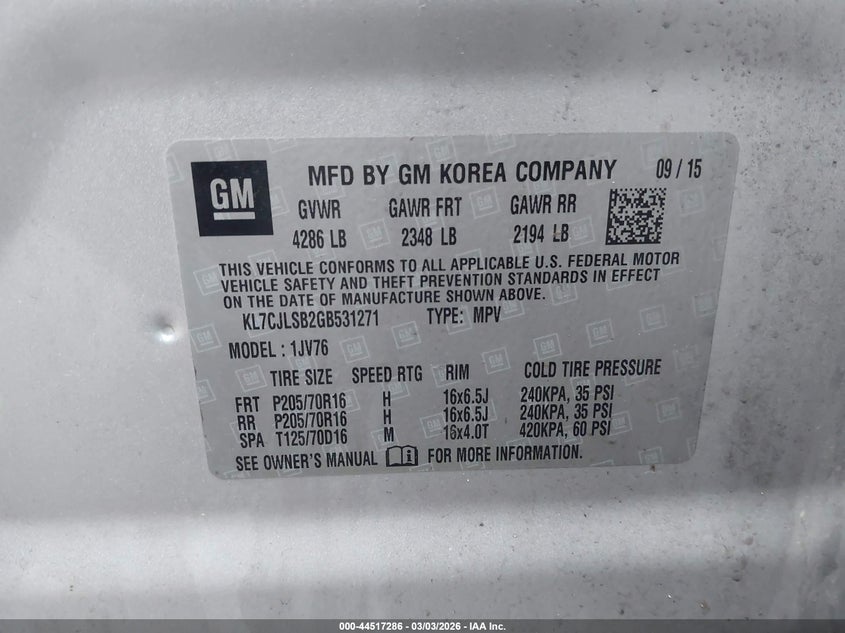 GM MFD BY GM KOREA COMPANY 09 / 15
GVWR GAWR FRT GAWR RR
4286 LB 2348 LB 2194 LB
THIS VEHICLE CONFORMS TO ALL APPLICABLE U.S. FEDERAL MOTOR
VEHICLE SAFETY AND THEFT PREVENTION STANDARDS IN EFFECT
ON THE DATE OF MANUFACTURE SHOWN ABOVE.
KL7CJLSB2GB531271 TYPE: MPV
MODEL : 1JV76
TIRE SIZE SPEED RTG RIM COLD TIRE PRESSURE
FRT P205/70R16 H 16x6.5J 240KPA, 35 PSI
RR P205/70R16 H 16x6.5J 240KPA, 35 PSI
SPA T125/70D16 M 16x4.0T 420KPA, 60 PSI
SEE OWNER'S MANUAL FOR MORE INFORMATION.
000-44517286 - 03/03/2026 - IAA Inc.